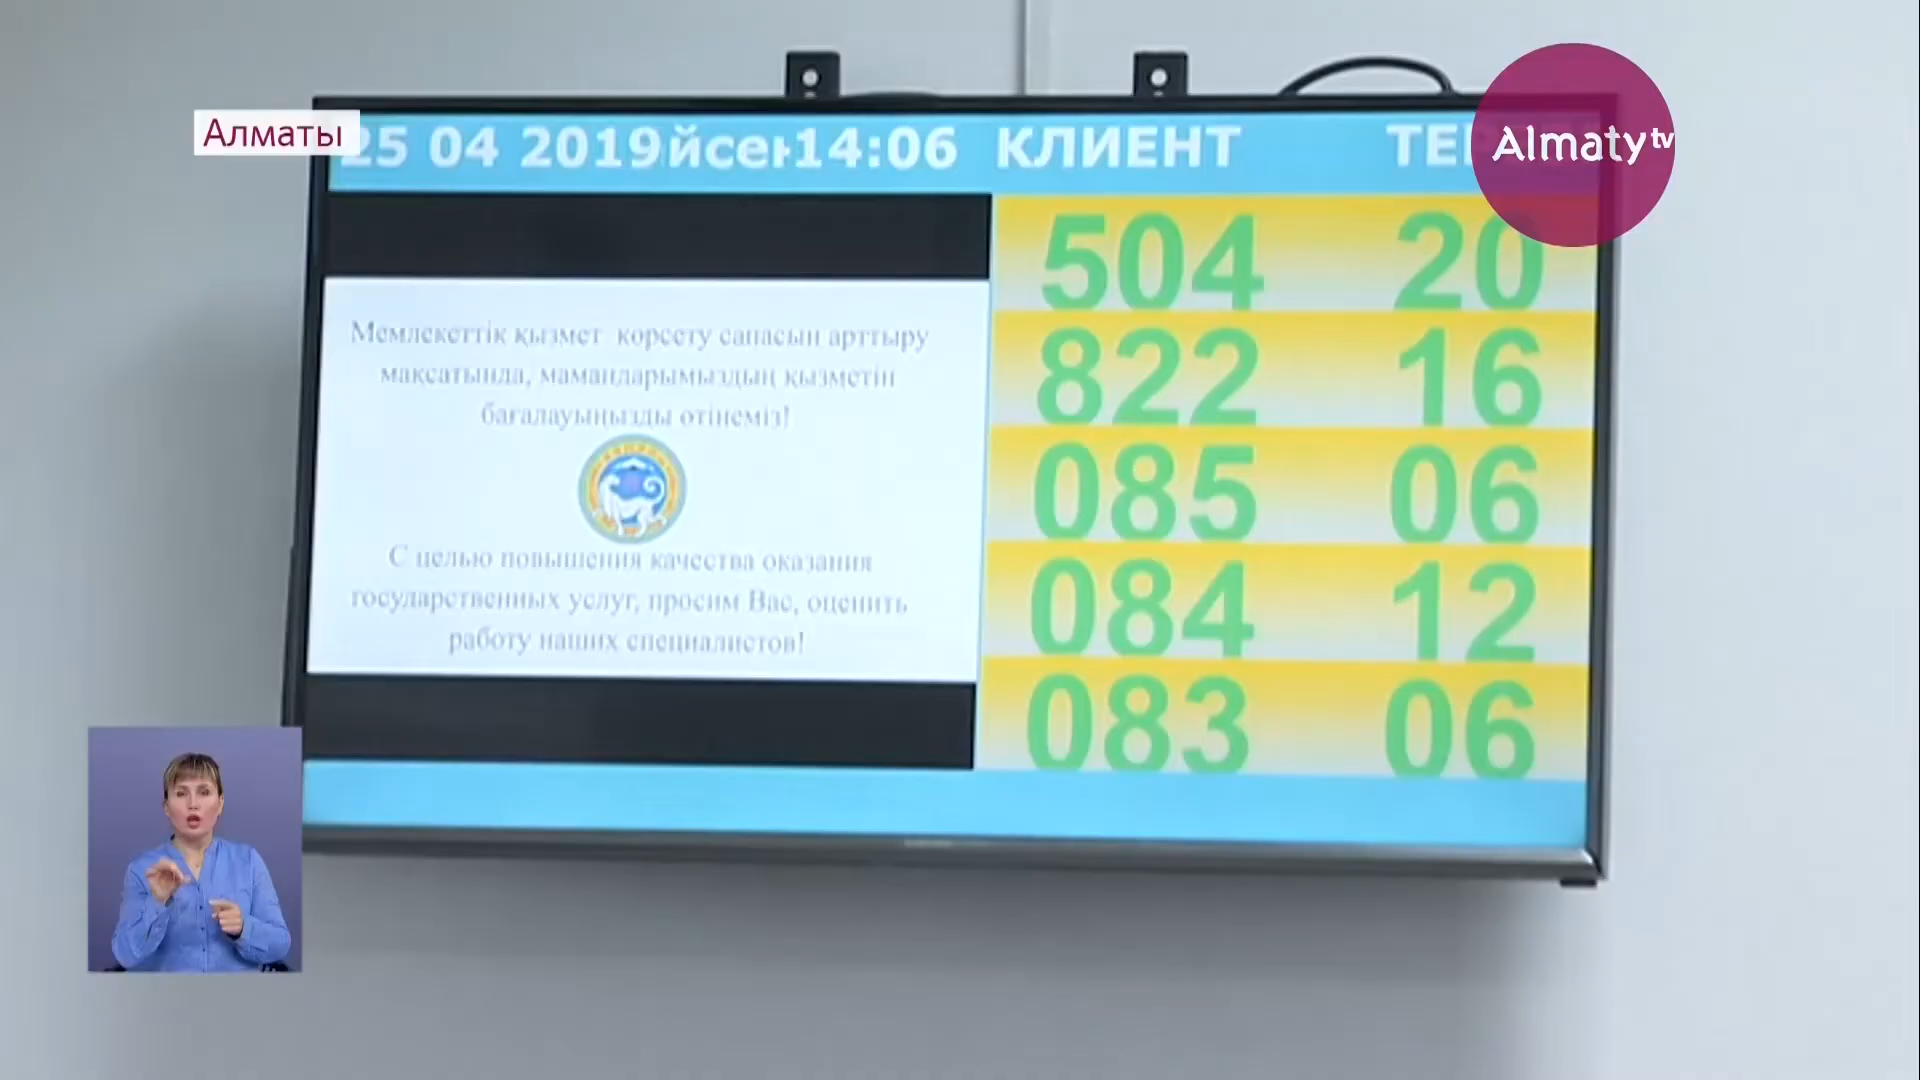 Алматы
25 04 2019 йсен 14:06 КЛИЕНТ
Almaty tv
504 20
822 16
085 06
084 12
083 06
Мемлекеттік қызмет көрсету сапасын арттыру
мақсатында, мамандарымыздың қызметін
бағалауыңызды өтінеміз!
С целью повышения качества оказания
государственных услуг, просим Вас, оценить
работу наших специалистов!